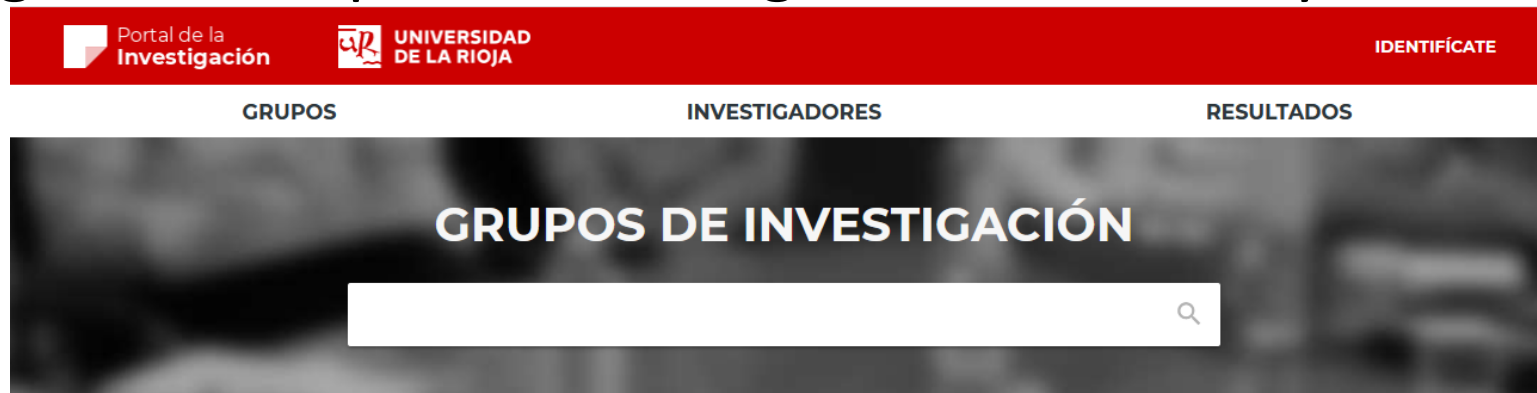 Portal de la
Investigación
UNIVERSIDAD
DE LA RIOJA
IDENTIFÍCATE
GRUPOS
INVESTIGADORES
RESULTADOS
GRUPOS DE INVESTIGACIÓN